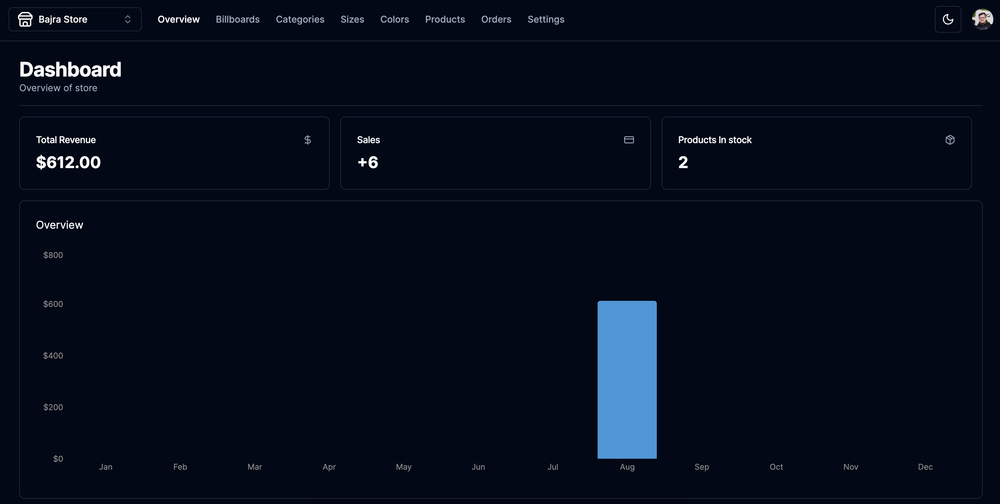 Bajra Store Overview Billboards Categories Sizes Colors Products Orders Settings
Dashboard
Overview of store
Total Revenue
$612.00
Sales
+6
Products In stock
2
Overview
$800
$600
$400
$200
$0
Jan Feb Mar Apr May Jun Jul Aug Sep Oct Nov Dec